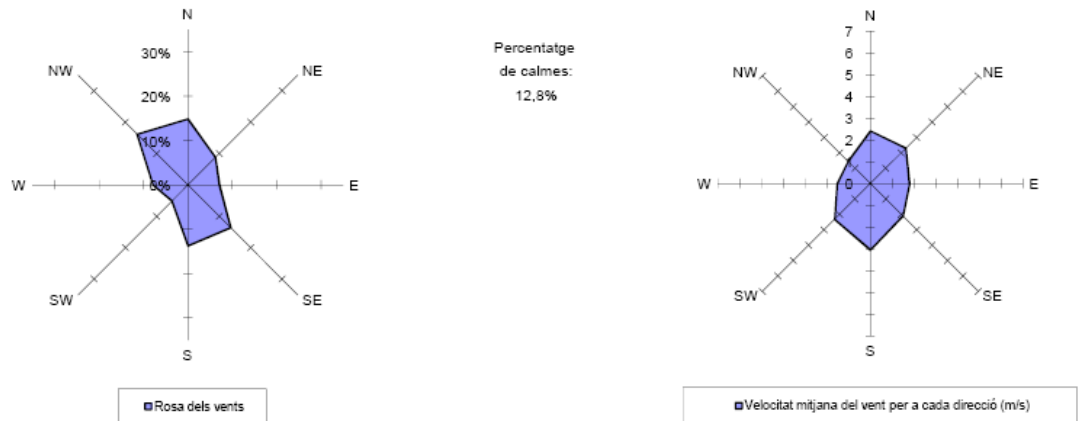 N
30%
NW
NE
20%
10%
W
0%
E
SW
SE
S
Rosa dels vents
Percentatge
de calmes:
12,8%
N
7
6
NW
NE
5
4
3
2
1
W
0
E
SW
SE
S
Velocitat mitjana del vent per a cada direcció (m/s)